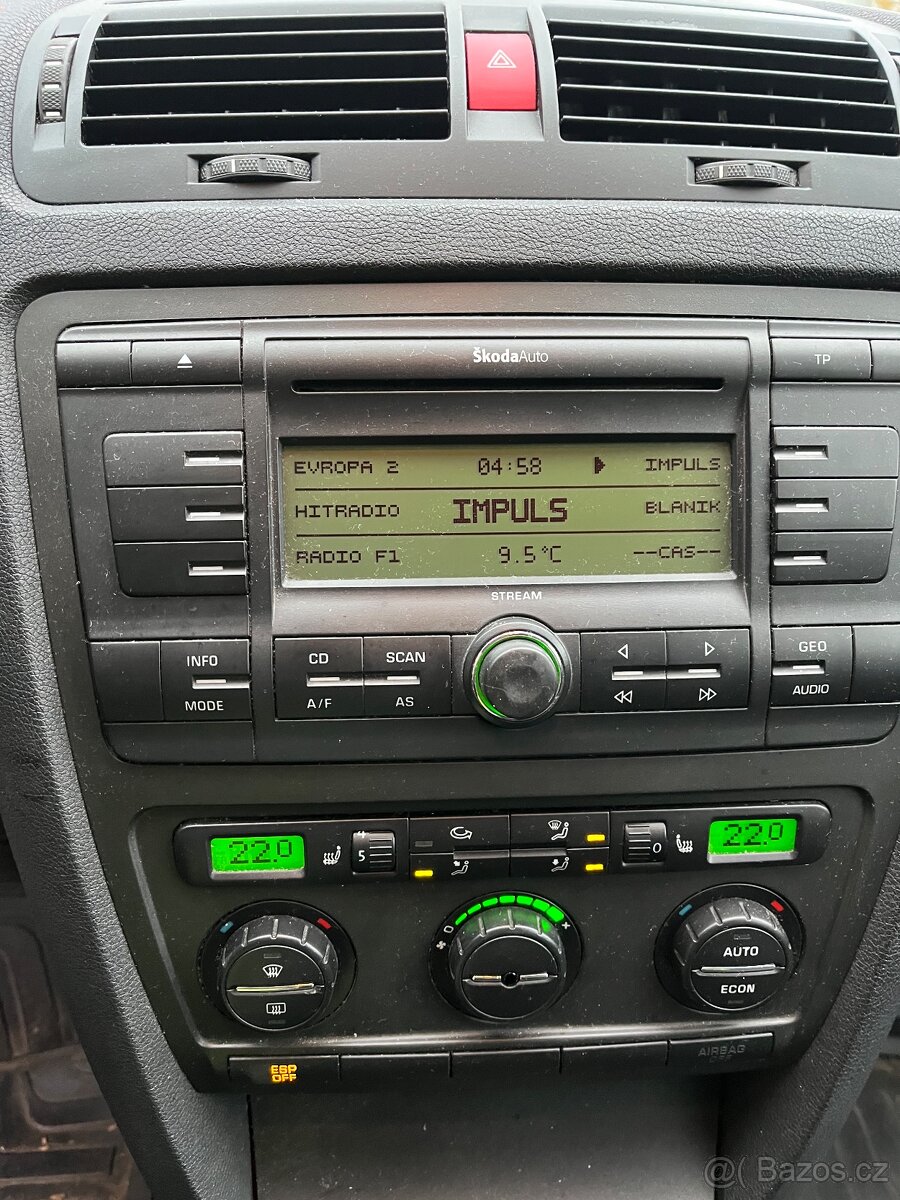 ŠkodaAuto
TP
EVROPA 2 04:58 IMPULS
HITRADIO IMPULS BLANIK
RADIO F1 9.5°C --CAS--
STREAM
INFO CD SCAN GEO
MODE A/F AS AUDIO
22.0 5 0 22.0
AUTO
ECON
AIRBAG
OFF
ESP
OFF
@( Bazos.cz